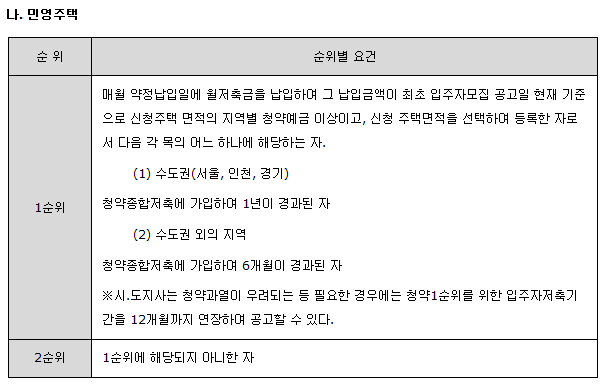 나. 민영주택
순 위
순위별 요건
1순위
매월 약정납입일에 월저축금을 납입하여 그 납입금액이 최초 입주자모집 공고일 현재 기준
으로 신청주택 면적의 지역별 청약예금 이상이고, 신청 주택면적을 선택하여 등록한 자로
서 다음 각 목의 어느 하나에 해당하는 자.
(1) 수도권(서울, 인천, 경기)
청약종합저축에 가입하여 1년이 경과된 자
(2) 수도권 외의 지역
청약종합저축에 가입하여 6개월이 경과된 자
※시.도지사는 청약과열이 우려되는 등 필요한 경우에는 청약1순위를 위한 입주자저축기
간을 12개월까지 연장하여 공고할 수 있다.
2순위
1순위에 해당되지 아니한 자